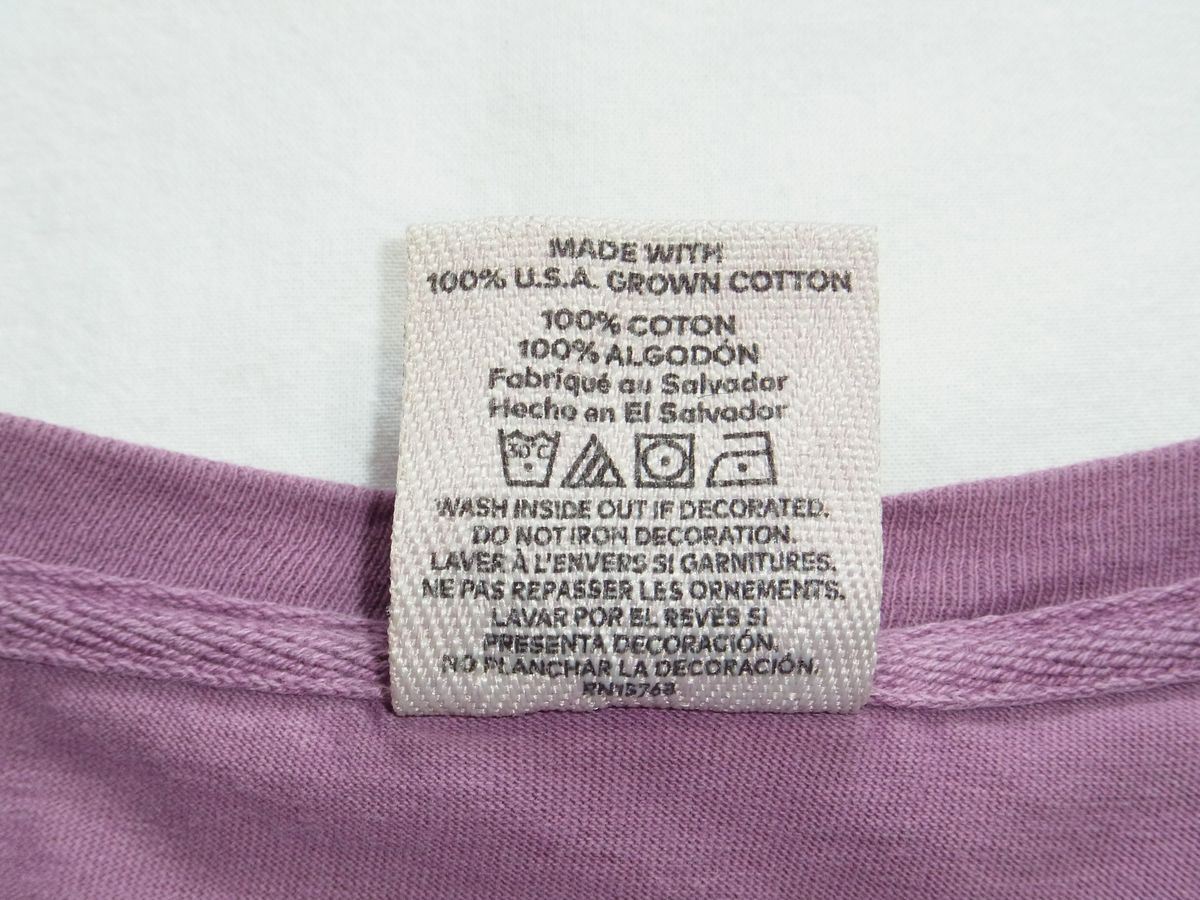 MADE WITH
100% U.S.A. GROWN COTTON
100% COTON
100% ALGODÓN
Fabriqué au Salvador
Hecho en El Salvador
30°C
WASH INSIDE OUT IF DECORATED.
DO NOT IRON DECORATION.
LAVER À L'ENVERS SI GARNITURES.
NE PAS REPASSER LES ORNEMENTS.
LAVAR POR EL REVÉS SI
PRESENTA DECORACIÓN.
NO PLANCHAR LA DECORACIÓN.
RN15763